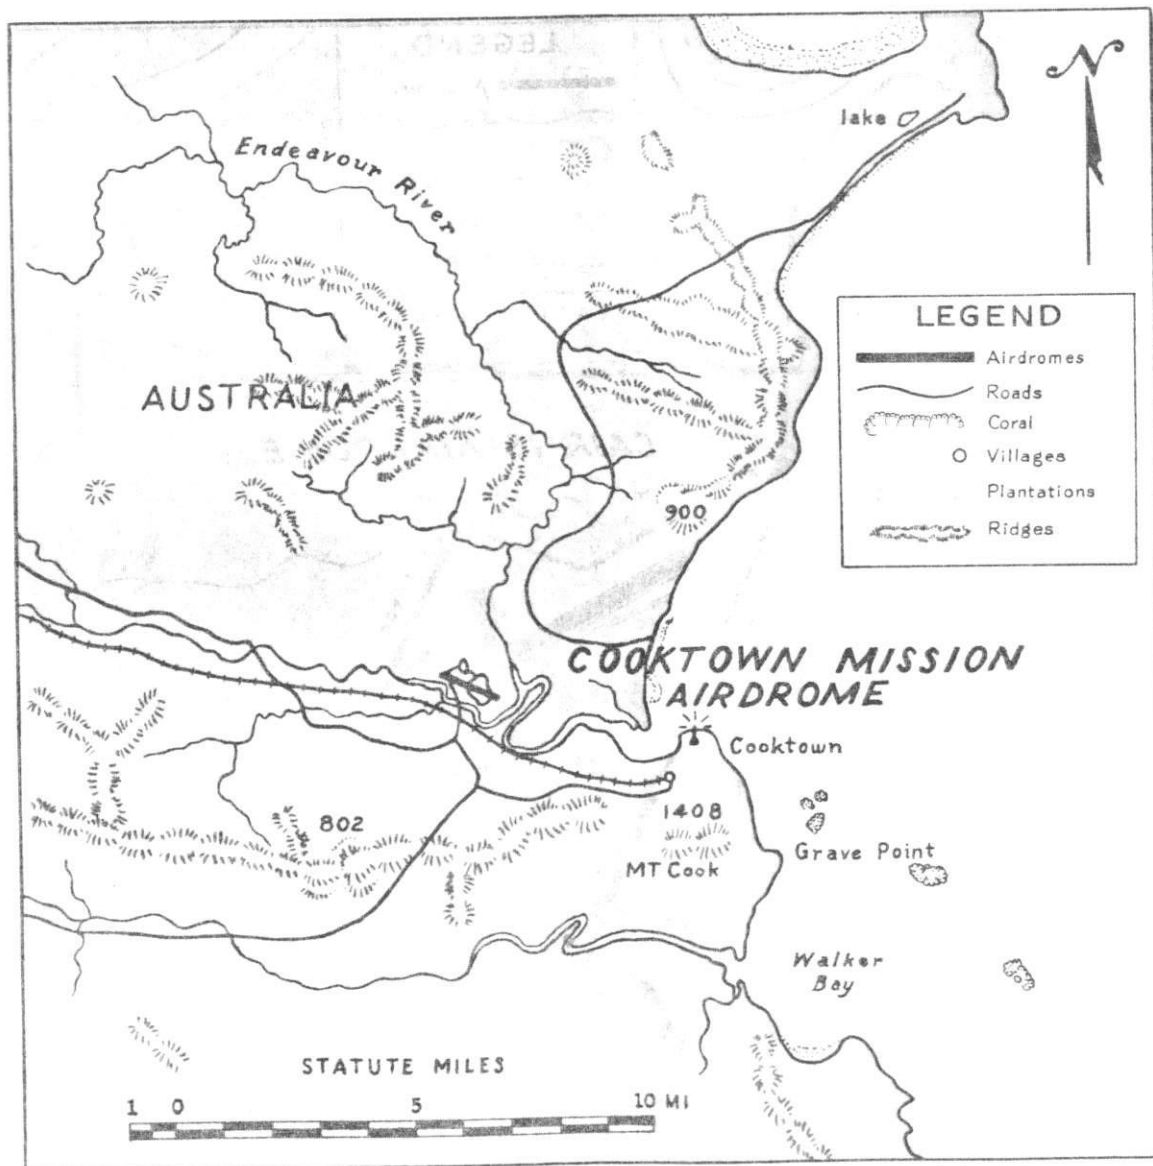 N
lake
Endeavour River
LEGEND
Airdromes
Roads
Coral
Villages
Plantations
Ridges
AUSTRALIA
900
COOKTOWN MISSION
AIRDROME
Cooktown
802
1408
MT Cook
Grave Point
Walker
Bay
STATUTE MILES
1 0 5 10 MI